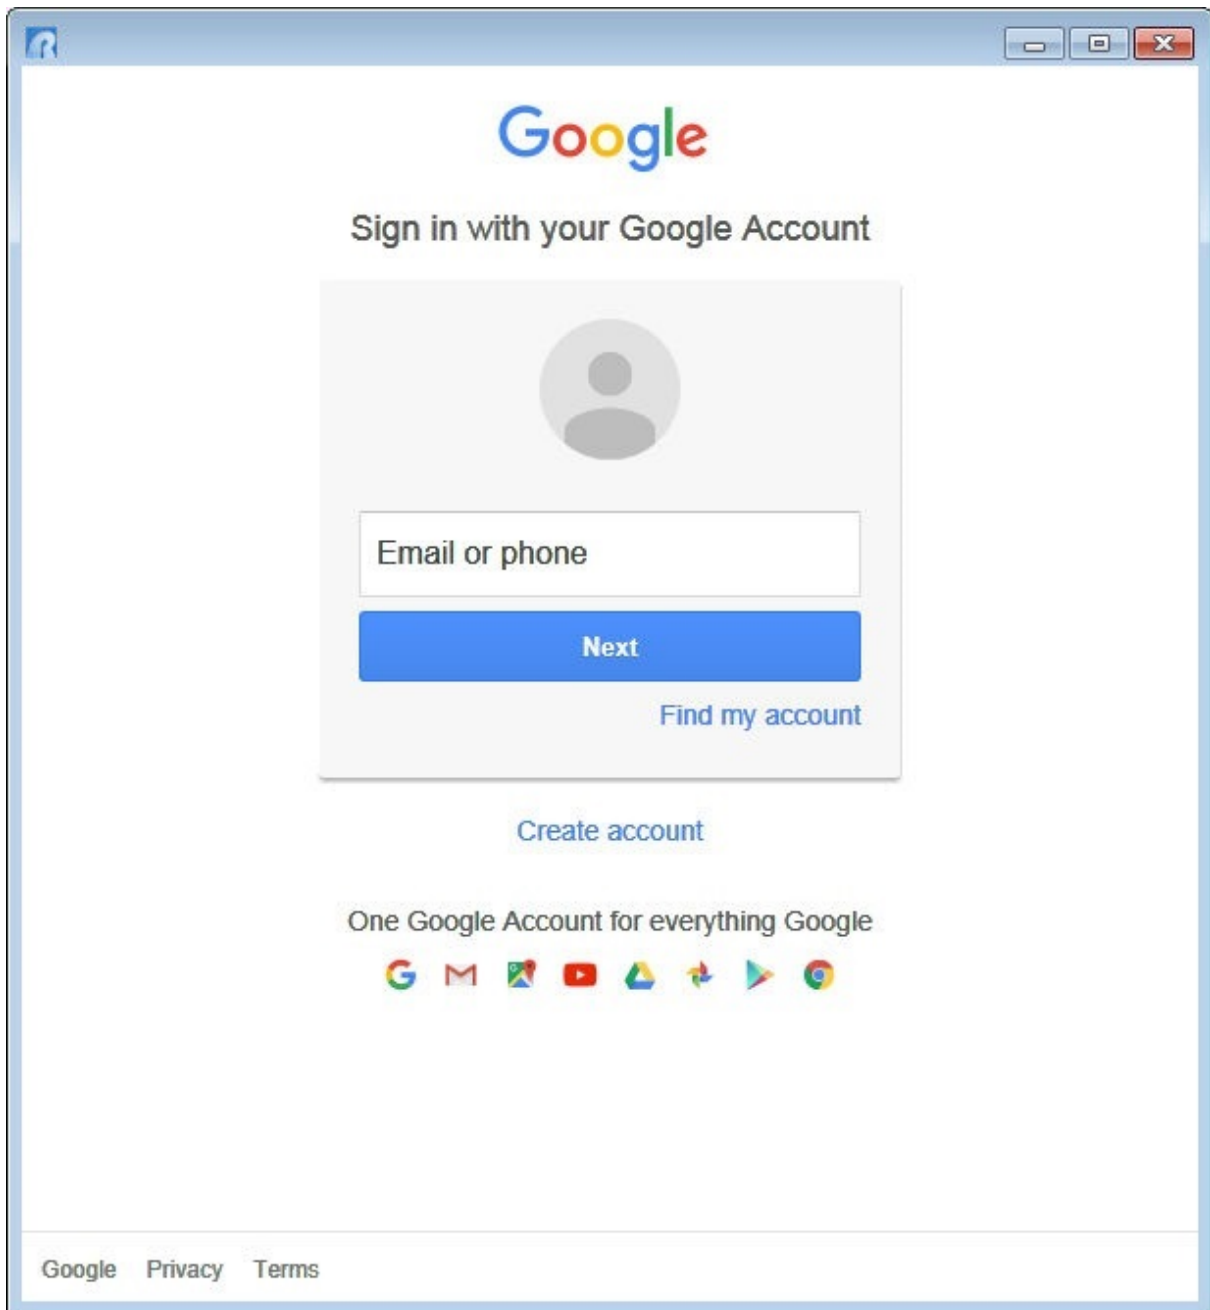 Google
Sign in with your Google Account
Email or phone
Next
Find my account
Create account
One Google Account for everything Google
Google Privacy Terms